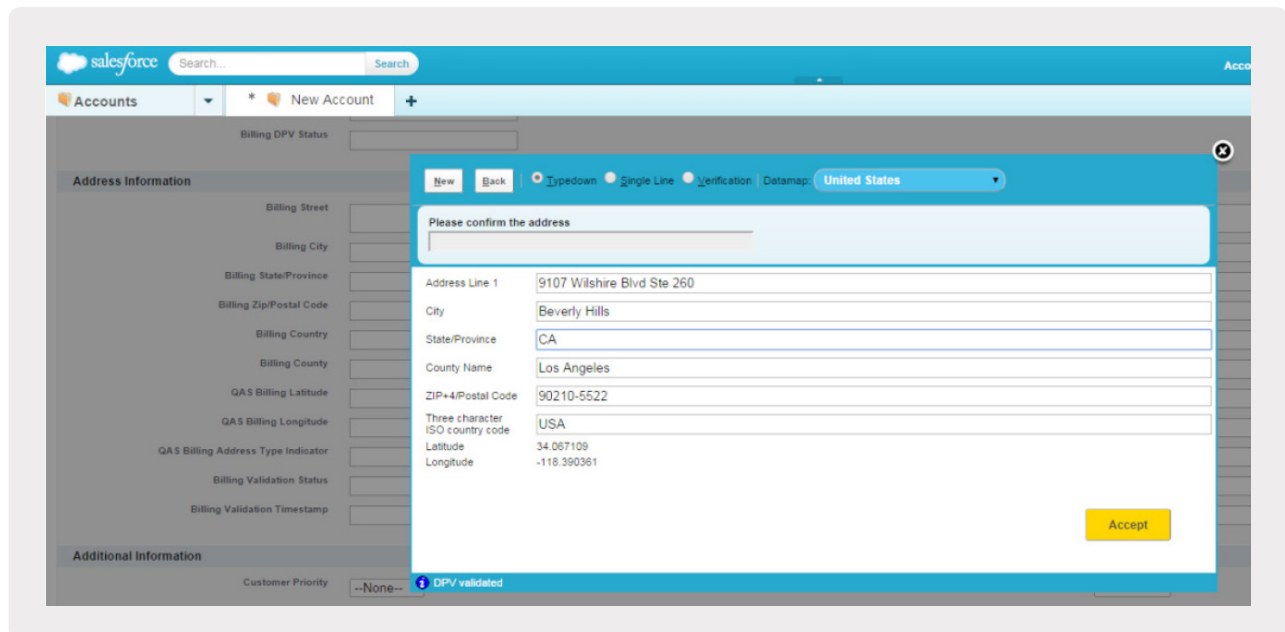 salesforce Search... Search
Acco
Accounts * New Account +
Billing DPV Status
Address Information
Billing Street
Billing City
Billing State/Province
Billing Zip/Postal Code
Billing Country
Billing County
QAS Billing Latitude
QAS Billing Longitude
QAS Billing Address Type Indicator
Billing Validation Status
Billing Validation Timestamp
Additional Information
Customer Priority --None--
New Back | Typedown Single Line Verification | Datamap: United States
Please confirm the address
Address Line 1 9107 Wilshire Blvd Ste 260
City Beverly Hills
State/Province CA
County Name Los Angeles
ZIP+4/Postal Code 90210-5522
Three character
ISO country code USA
Latitude 34.067109
Longitude -118.390361
Accept
DPV validated